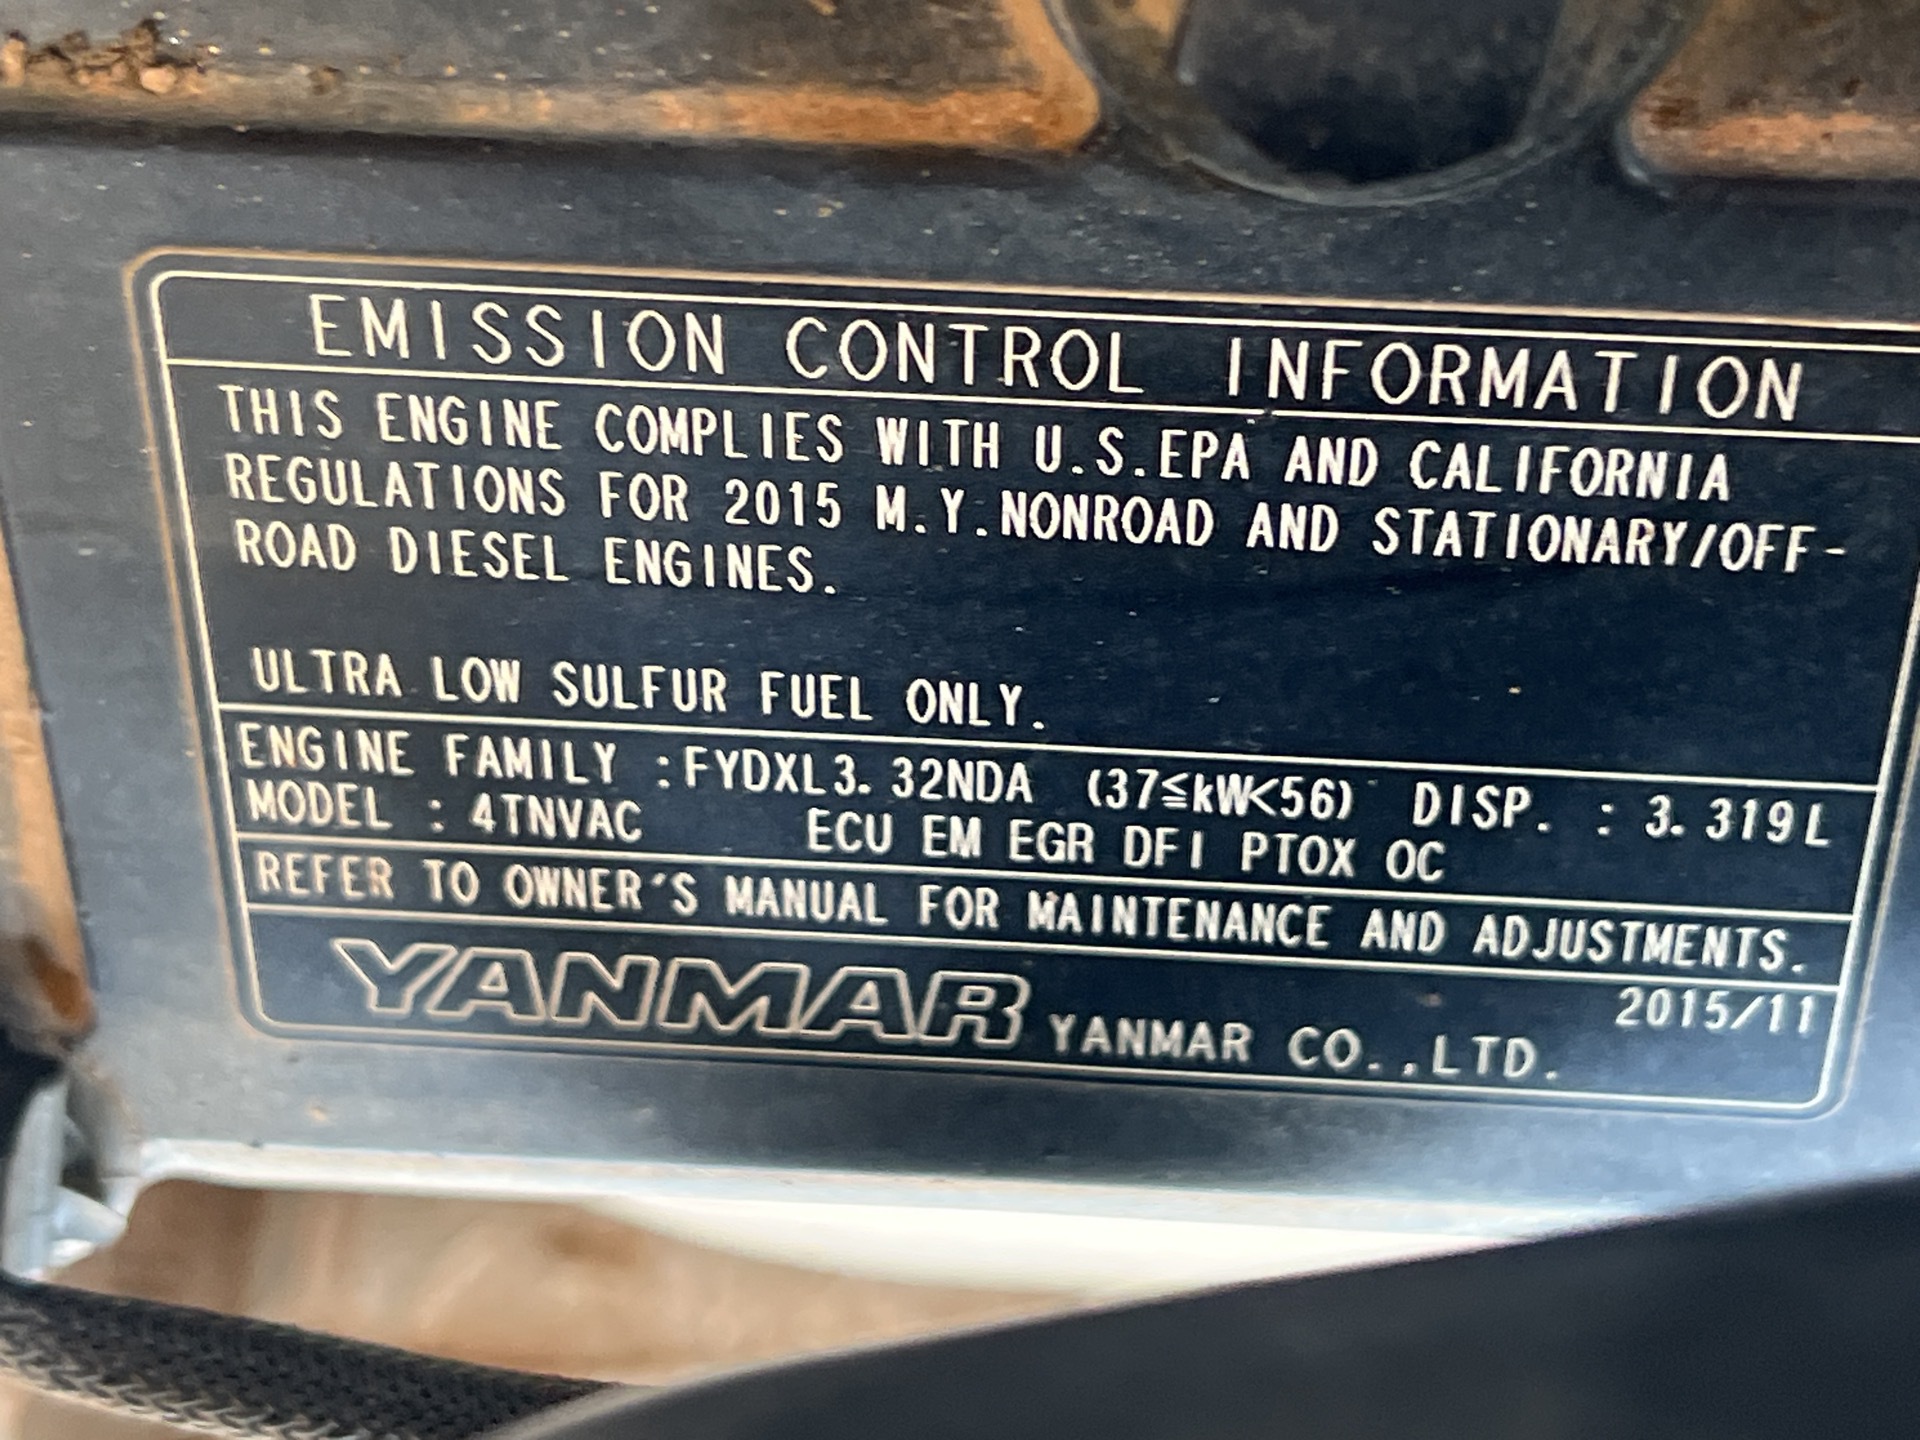 EMISSION CONTROL INFORMATION
THIS ENGINE COMPLIES WITH U.S.EPA AND CALIFORNIA
REGULATIONS FOR 2015 M.Y.NONROAD AND STATIONARY/OFF-
ROAD DIESEL ENGINES.
ULTRA LOW SULFUR FUEL ONLY.
ENGINE FAMILY :FYDXL3.32NDA (37≦kW<56) DISP. : 3.319L
MODEL : 4TNVAC ECU EM EGR DFI PTOX OC
REFER TO OWNER'S MANUAL FOR MAINTENANCE AND ADJUSTMENTS.
2015/11
YANMAR YANMAR CO.,LTD.